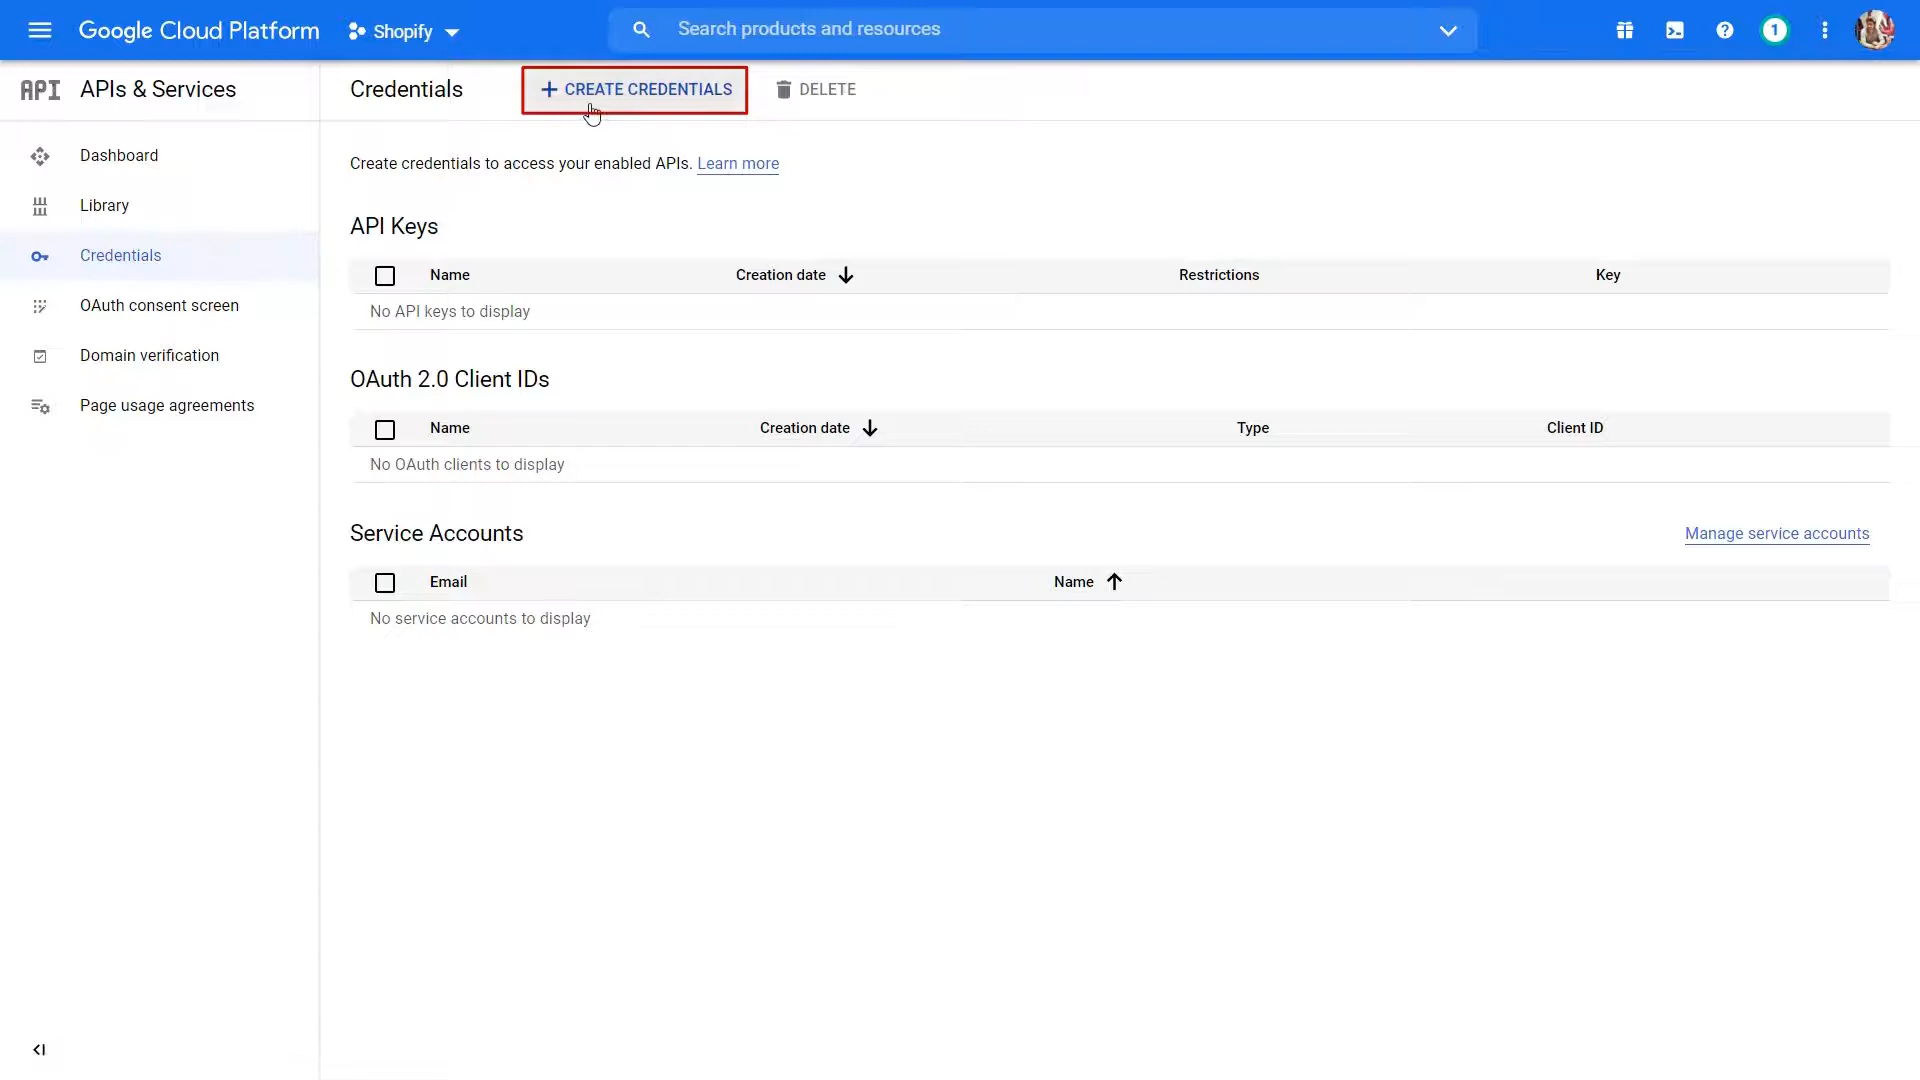 Google Cloud Platform
Shopify
Search products and resources
1
API
APIs & Services
Credentials
CREATE CREDENTIALS
DELETE
Dashboard
Library
Credentials
OAuth consent screen
Domain verification
Page usage agreements
Create credentials to access your enabled APIs. Learn more
API Keys
Name Creation date Restrictions Key
No API keys to display
OAuth 2.0 Client IDs
Name Creation date Type Client ID
No OAuth clients to display
Service Accounts
Manage service accounts
Email Name
No service accounts to display